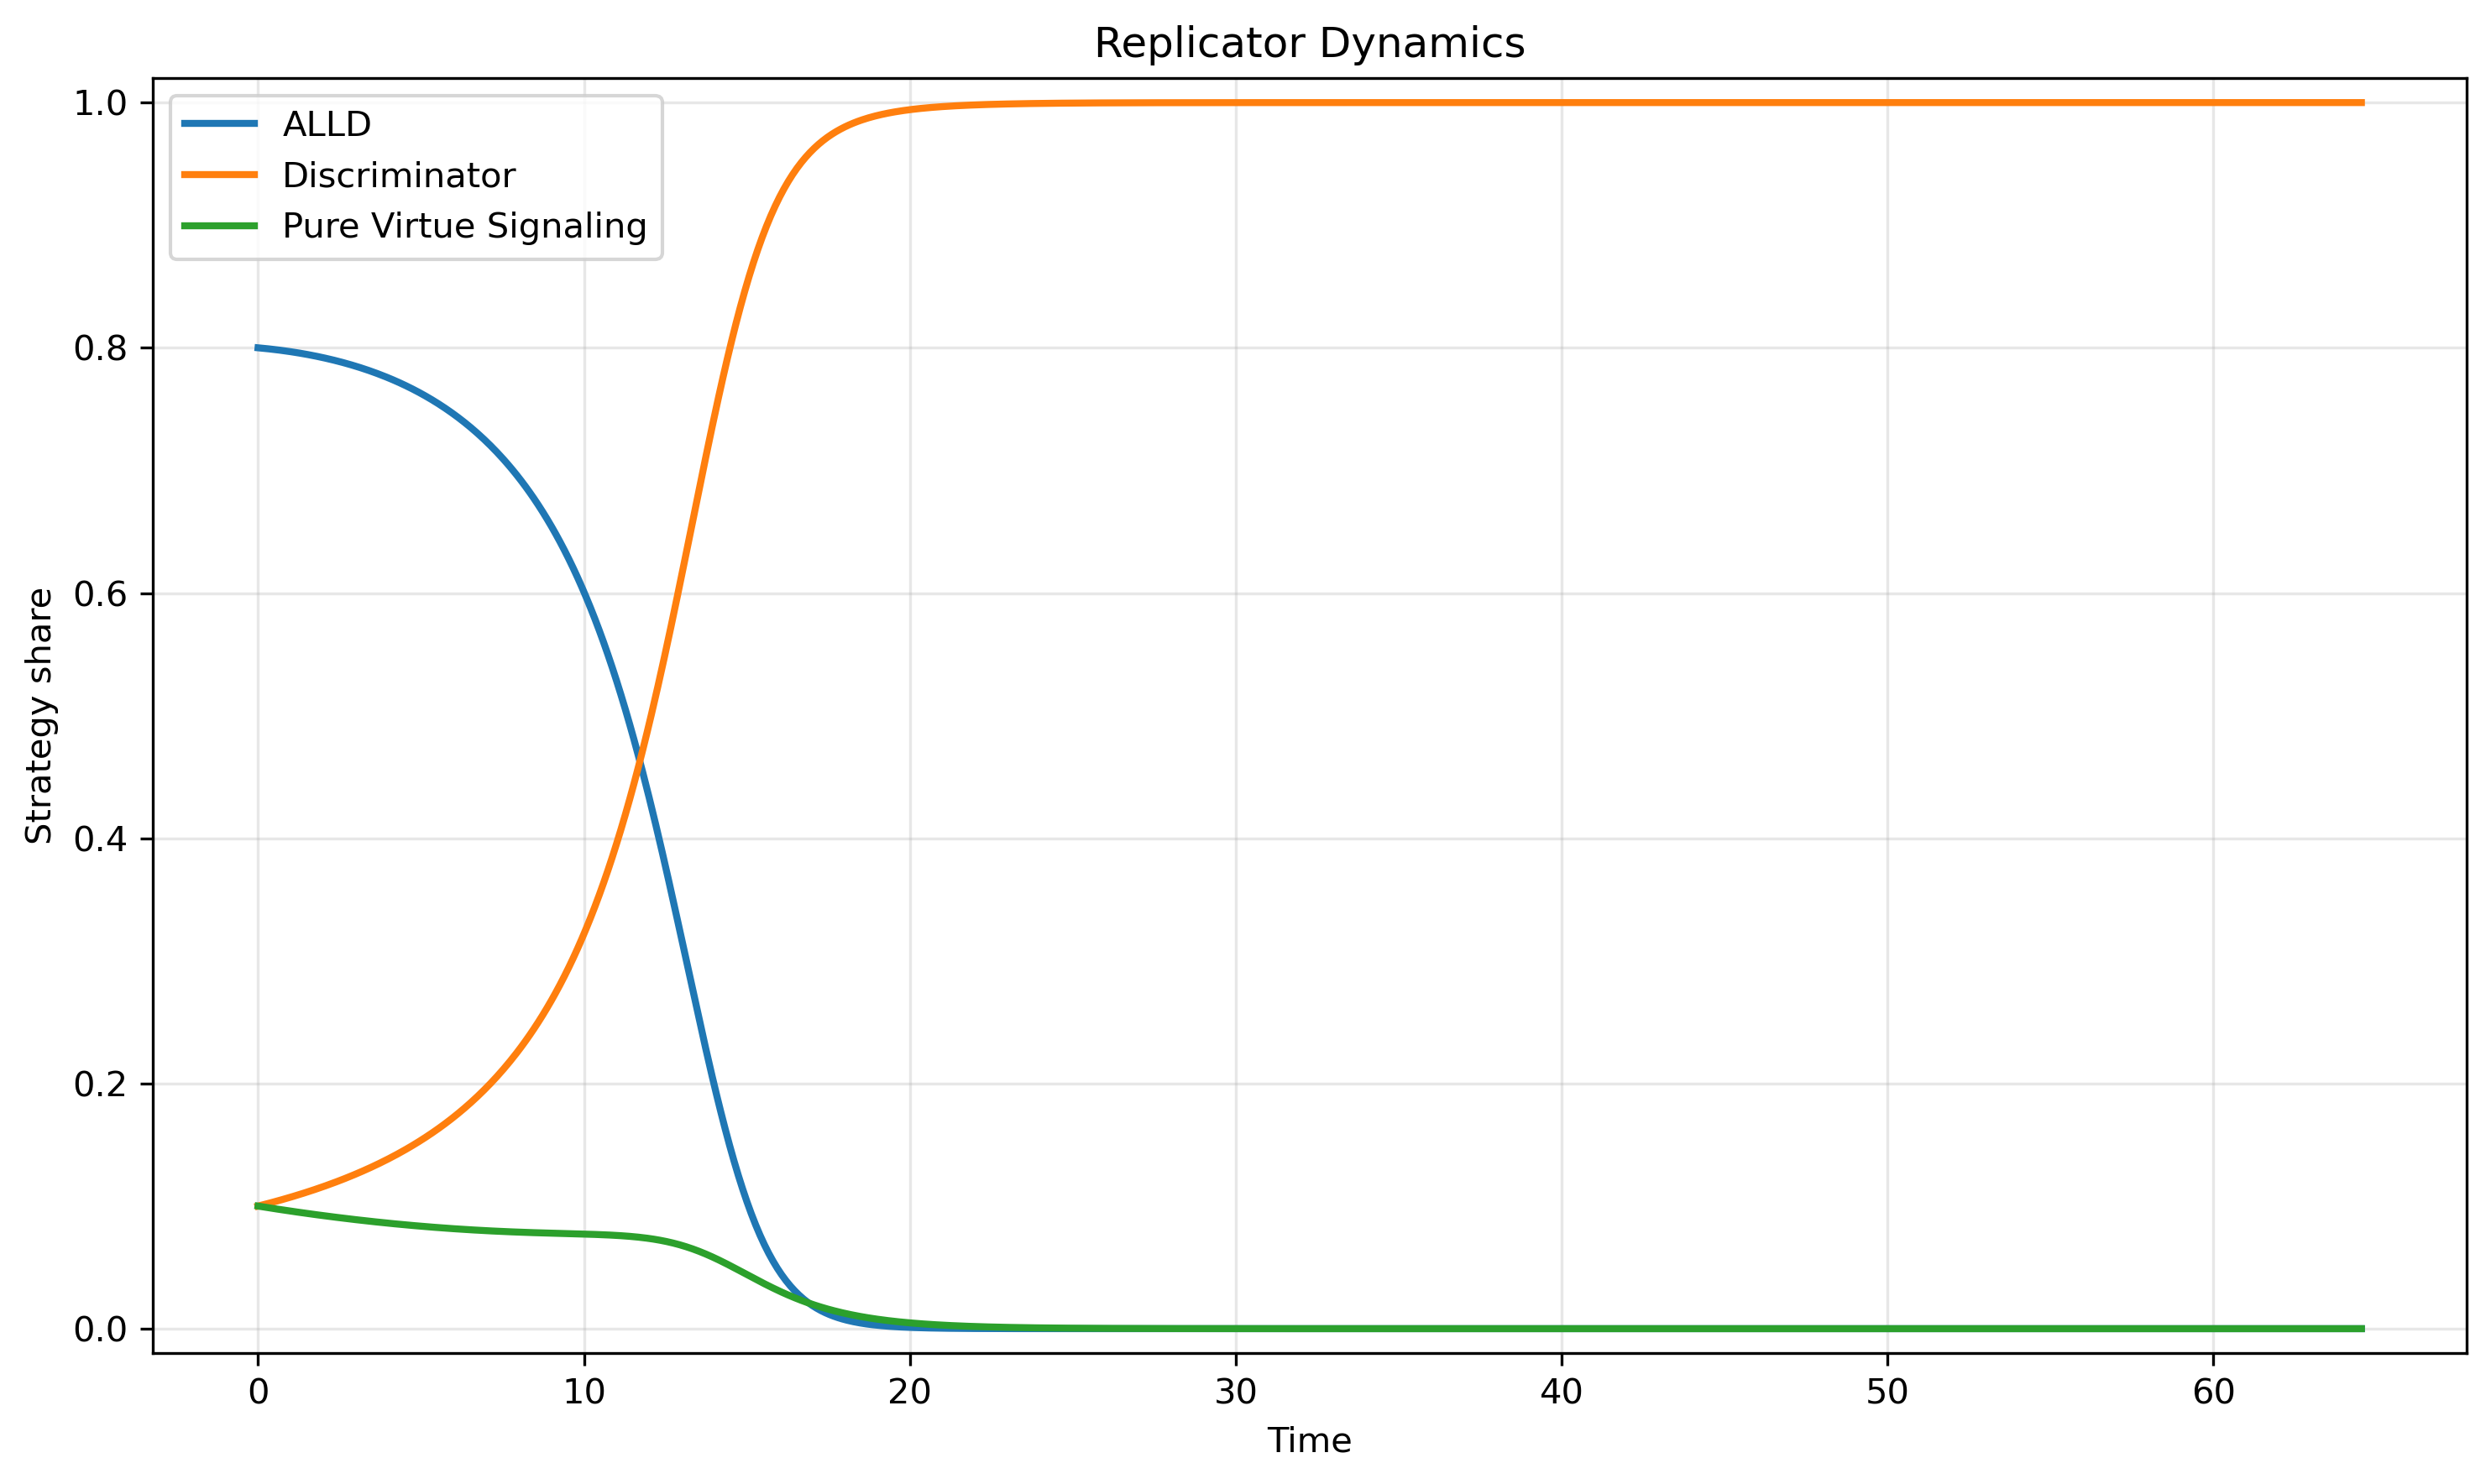 Replicator Dynamics
ALLD
Discriminator
Pure Virtue Signaling
Strategy share
1.0
0.8
0.6
0.4
0.2
0.0
0 10 20 30 40 50 60
Time